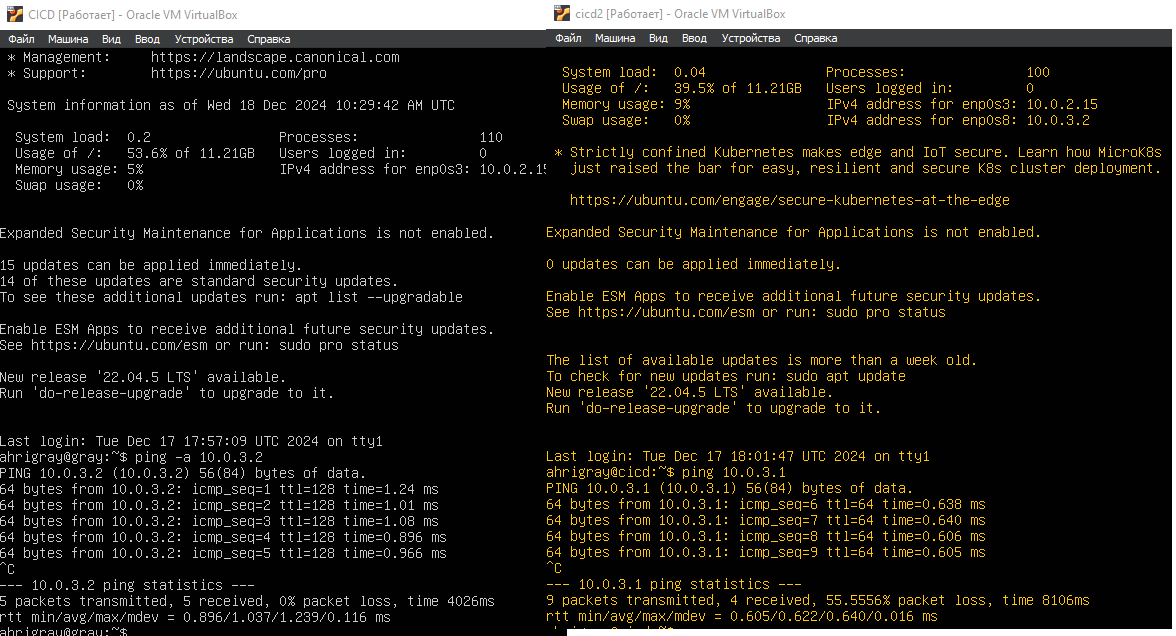 CICD [Работает] - Oracle VM VirtualBox
Файл Машина Вид Ввод Устройства Справка
* Management: https://landscape.canonical.com
* Support: https://ubuntu.com/pro
System information as of Wed 18 Dec 2024 10:29:42 AM UTC
System load: 0.2 Processes: 110
Usage of /: 53.6% of 11.21GB Users logged in: 0
Memory usage: 5% IPv4 address for enp0s3: 10.0.2.15
Swap usage: 0%
Expanded Security Maintenance for Applications is not enabled.
15 updates can be applied immediately.
14 of these updates are standard security updates.
To see these additional updates run: apt list --upgradable
Enable ESM Apps to receive additional future security updates.
See https://ubuntu.com/esm or run: sudo pro status
New release '22.04.5 LTS' available.
Run 'do-release-upgrade' to upgrade to it.
Last login: Tue Dec 17 17:57:09 UTC 2024 on tty1
ahrigray@gray:~$ ping -a 10.0.3.2
PING 10.0.3.2 (10.0.3.2) 56(84) bytes of data.
64 bytes from 10.0.3.2: icmp_seq=1 ttl=128 time=1.24 ms
64 bytes from 10.0.3.2: icmp_seq=2 ttl=128 time=1.01 ms
64 bytes from 10.0.3.2: icmp_seq=3 ttl=128 time=1.08 ms
64 bytes from 10.0.3.2: icmp_seq=4 ttl=128 time=0.896 ms
64 bytes from 10.0.3.2: icmp_seq=5 ttl=128 time=0.966 ms
^C
--- 10.0.3.2 ping statistics ---
5 packets transmitted, 5 received, 0% packet loss, time 4026ms
rtt min/avg/max/mdev = 0.896/1.037/1.239/0.116 ms
ahrigray@gray:~$
cicd2 [Работает] - Oracle VM VirtualBox
Файл Машина Вид Ввод Устройства Справка
System load: 0.04 Processes: 100
Usage of /: 39.5% of 11.21GB Users logged in: 0
Memory usage: 9% IPv4 address for enp0s3: 10.0.2.15
Swap usage: 0% IPv4 address for enp0s8: 10.0.3.2
* Strictly confined Kubernetes makes edge and IoT secure. Learn how MicroK8s
just raised the bar for easy, resilient and secure K8s cluster deployment.
https://ubuntu.com/engage/secure-kubernetes-at-the-edge
Expanded Security Maintenance for Applications is not enabled.
0 updates can be applied immediately.
Enable ESM Apps to receive additional future security updates.
See https://ubuntu.com/esm or run: sudo pro status
The list of available updates is more than a week old.
To check for new updates run: sudo apt update
New release '22.04.5 LTS' available.
Run 'do-release-upgrade' to upgrade to it.
Last login: Tue Dec 17 18:01:47 UTC 2024 on tty1
ahrigray@cicd:~$ ping 10.0.3.1
PING 10.0.3.1 (10.0.3.1) 56(84) bytes of data.
64 bytes from 10.0.3.1: icmp_seq=6 ttl=64 time=0.638 ms
64 bytes from 10.0.3.1: icmp_seq=7 ttl=64 time=0.640 ms
64 bytes from 10.0.3.1: icmp_seq=8 ttl=64 time=0.606 ms
64 bytes from 10.0.3.1: icmp_seq=9 ttl=64 time=0.605 ms
^C
--- 10.0.3.1 ping statistics ---
9 packets transmitted, 4 received, 55.5556% packet loss, time 8106ms
rtt min/avg/max/mdev = 0.605/0.622/0.640/0.016 ms